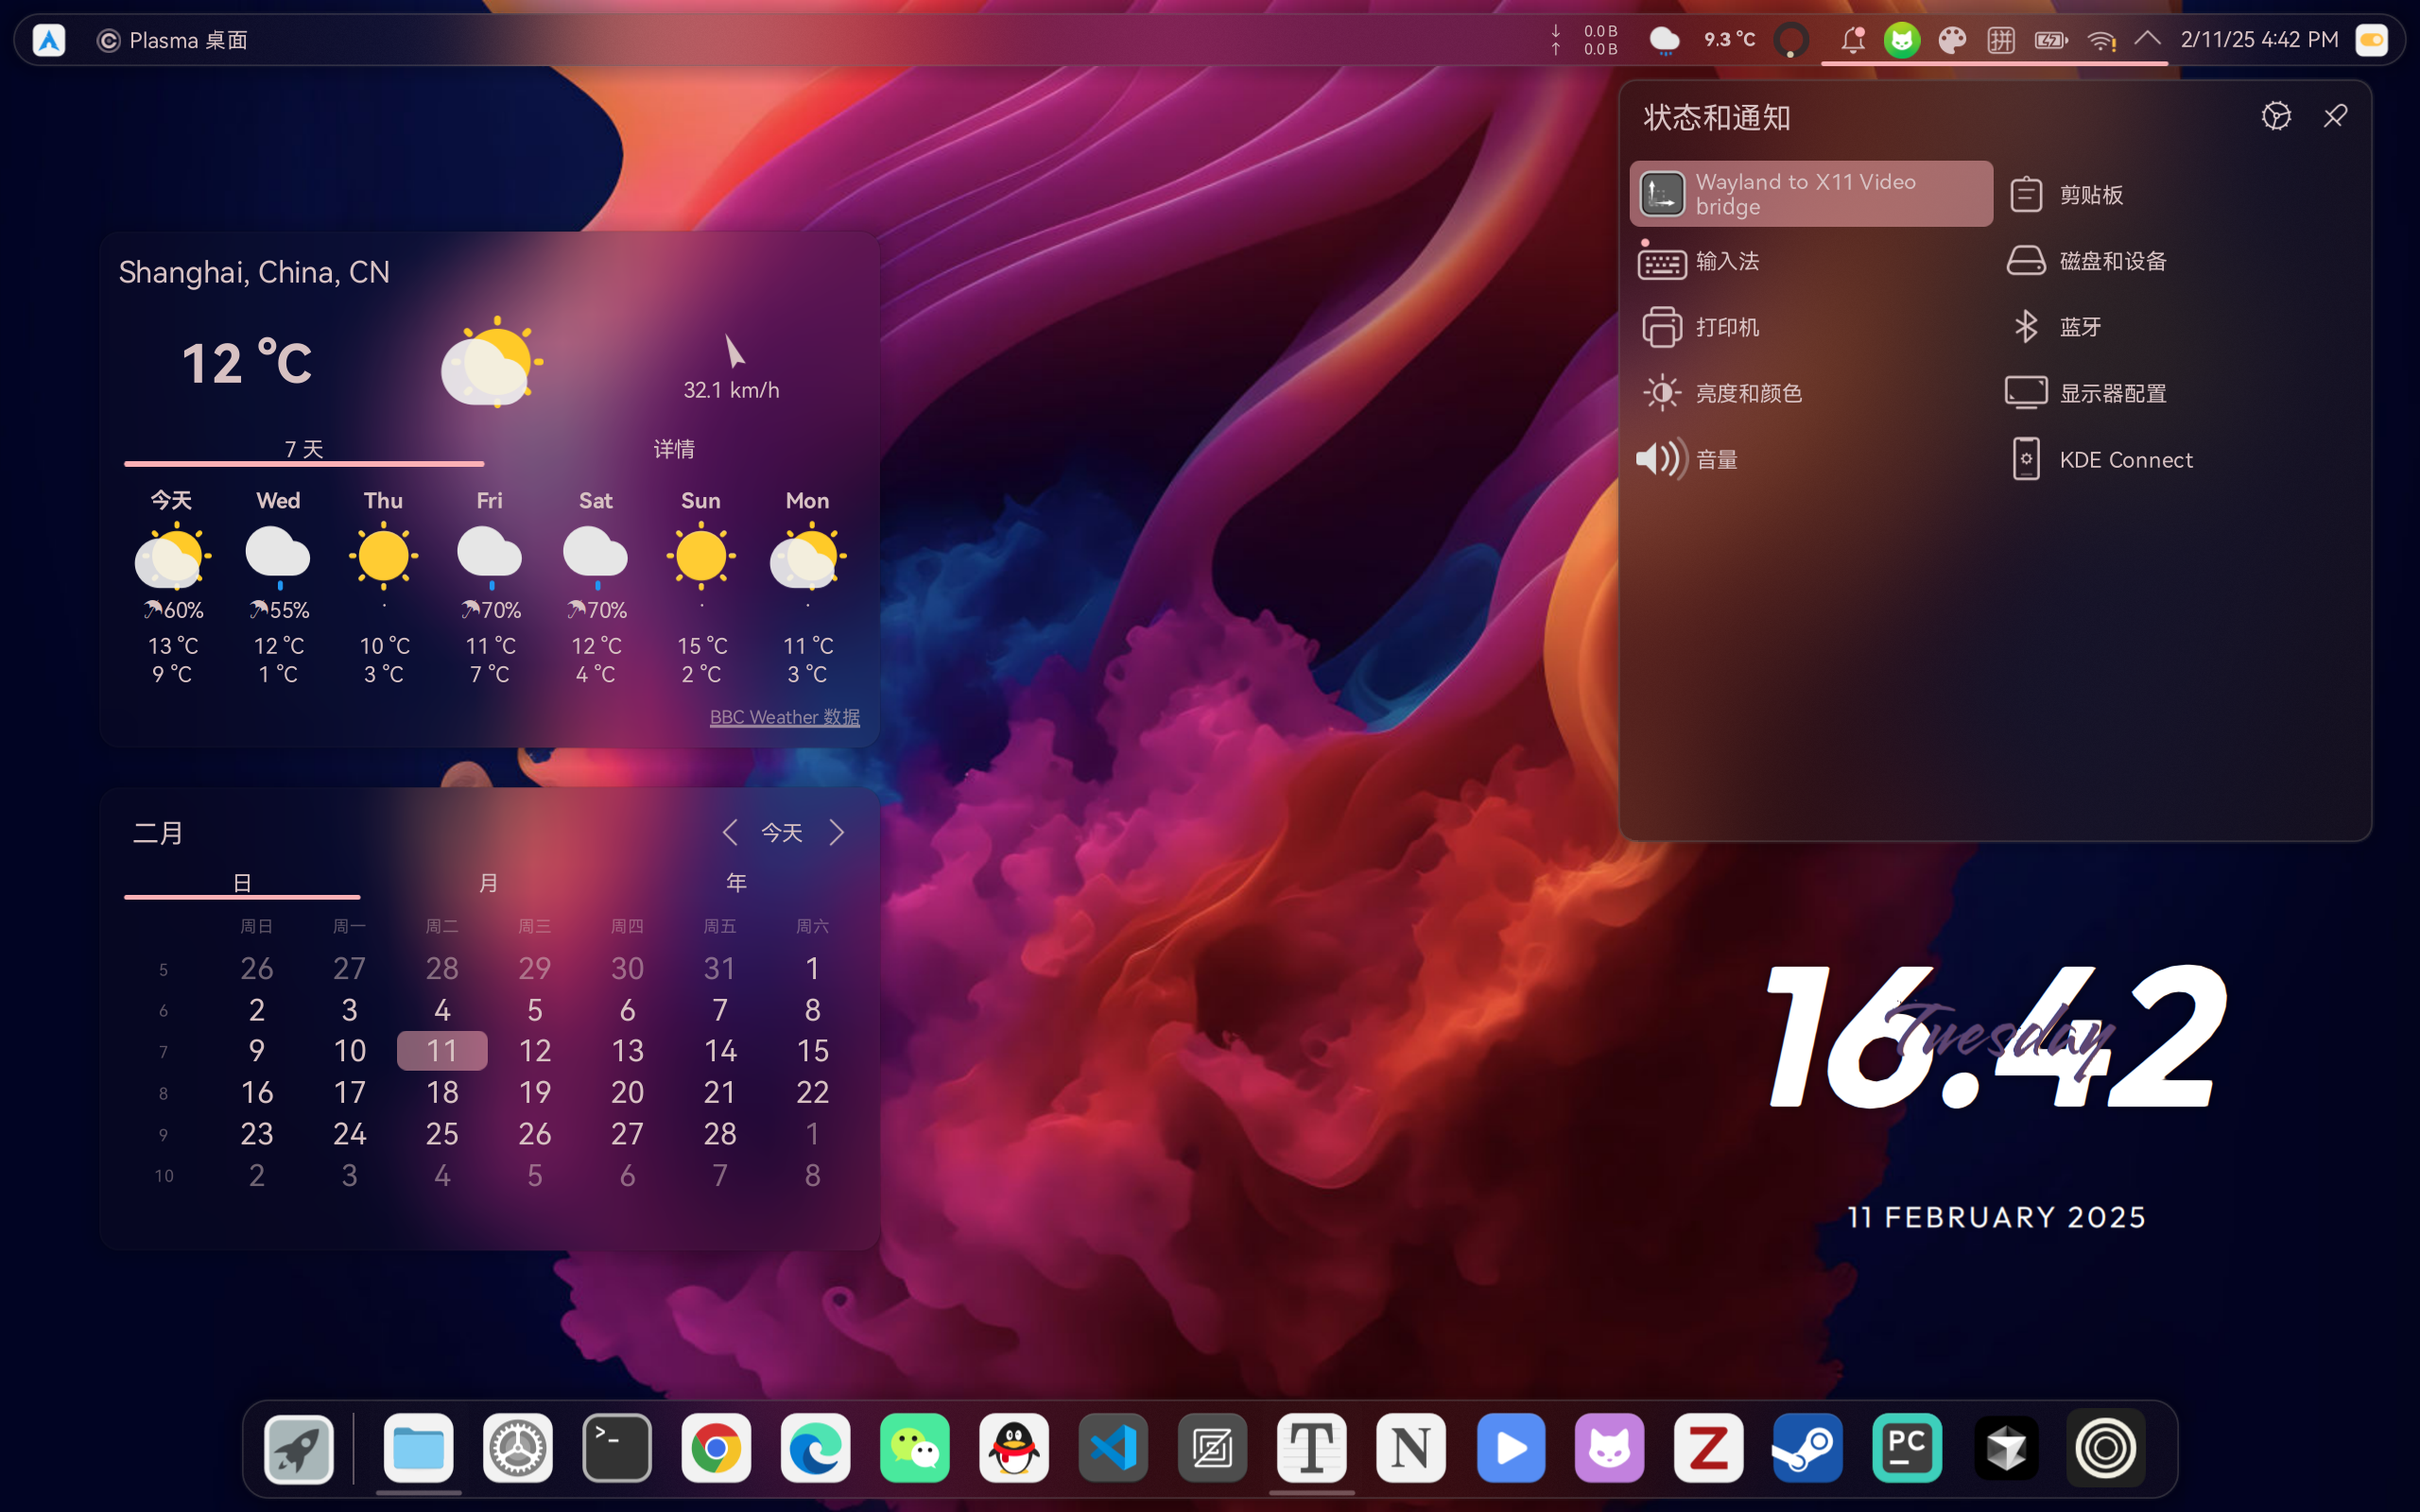 Plasma 桌面
↓ 0.0 B
↑ 0.0 B
9.3 °C
拼
2/11/25 4:42 PM
状态和通知
Wayland to X11 Video
bridge
剪贴板
输入法
磁盘和设备
打印机
蓝牙
亮度和颜色
显示器配置
音量
KDE Connect
Shanghai, China, CN
12 °C
32.1 km/h
7 天 详情
今天 Wed Thu Fri Sat Sun Mon
☂60% ☂55% · ☂70% ☂70% · ·
13 °C 12 °C 10 °C 11 °C 12 °C 15 °C 11 °C
9 °C 1 °C 3 °C 7 °C 4 °C 2 °C 3 °C
BBC Weather 数据
二月
今天
日 月 年
周日 周一 周二 周三 周四 周五 周六
5 26 27 28 29 30 31 1
6 2 3 4 5 6 7 8
7 9 10 11 12 13 14 15
8 16 17 18 19 20 21 22
9 23 24 25 26 27 28 1
10 2 3 4 5 6 7 8
16.42
Tuesday
11 FEBRUARY 2025
>_
T
N
Z
PC